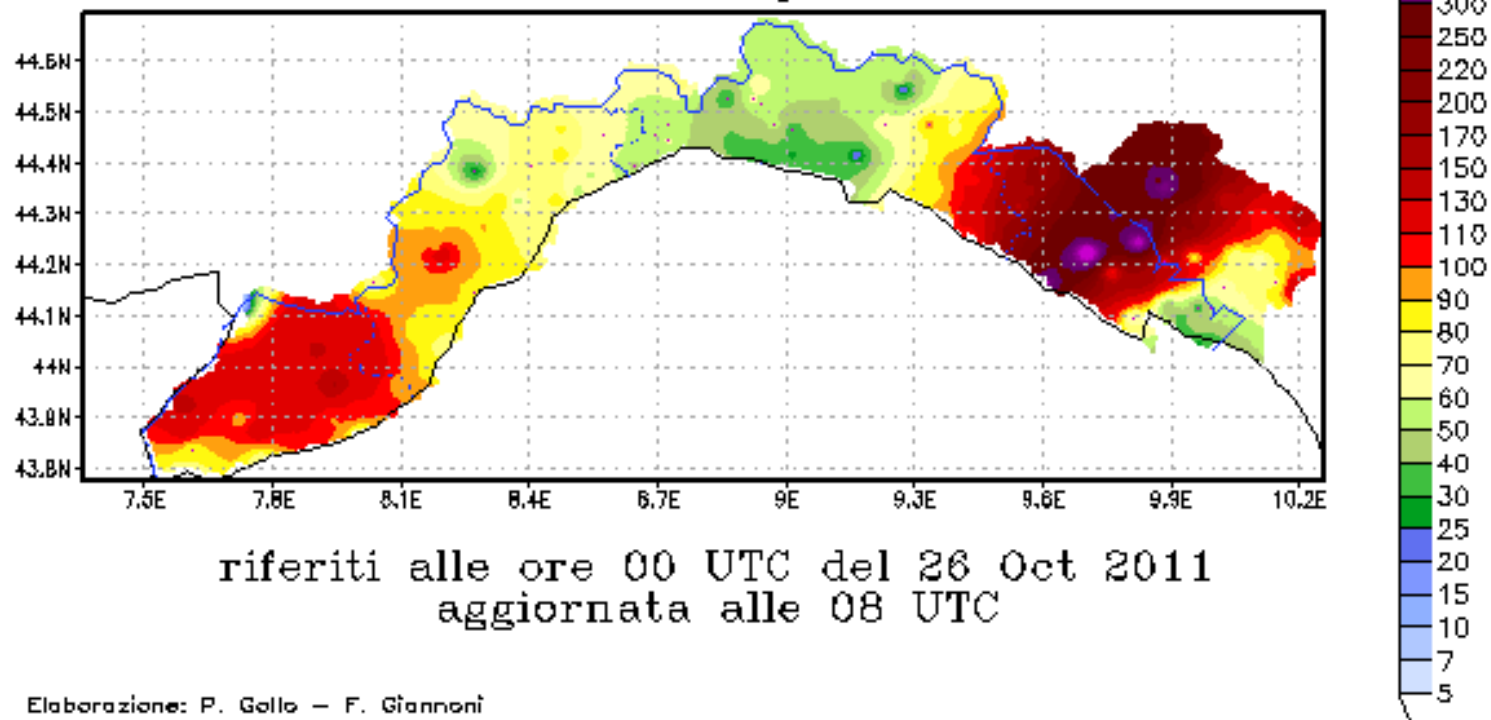 300
250
220
200
170
150
130
110
100
90
80
70
60
50
40
30
25
20
15
10
7
5
44.6N
44.5N
44.4N
44.3N
44.2N
44.1N
44N
43.9N
43.8N
7.5E 7.8E 8.1E 8.4E 8.7E 9E 9.3E 9.6E 9.9E 10.2E
riferiti alle ore 00 UTC del 26 Oct 2011
aggiornata alle 08 UTC
Elaborazione: P. Gollo – F. Giannoni